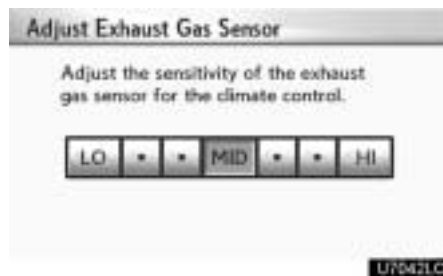 Adjust Exhaust Gas Sensor
Adjust the sensitivity of the exhaust
gas sensor for the climate control.
LO • • MID • • HI
U7042LC